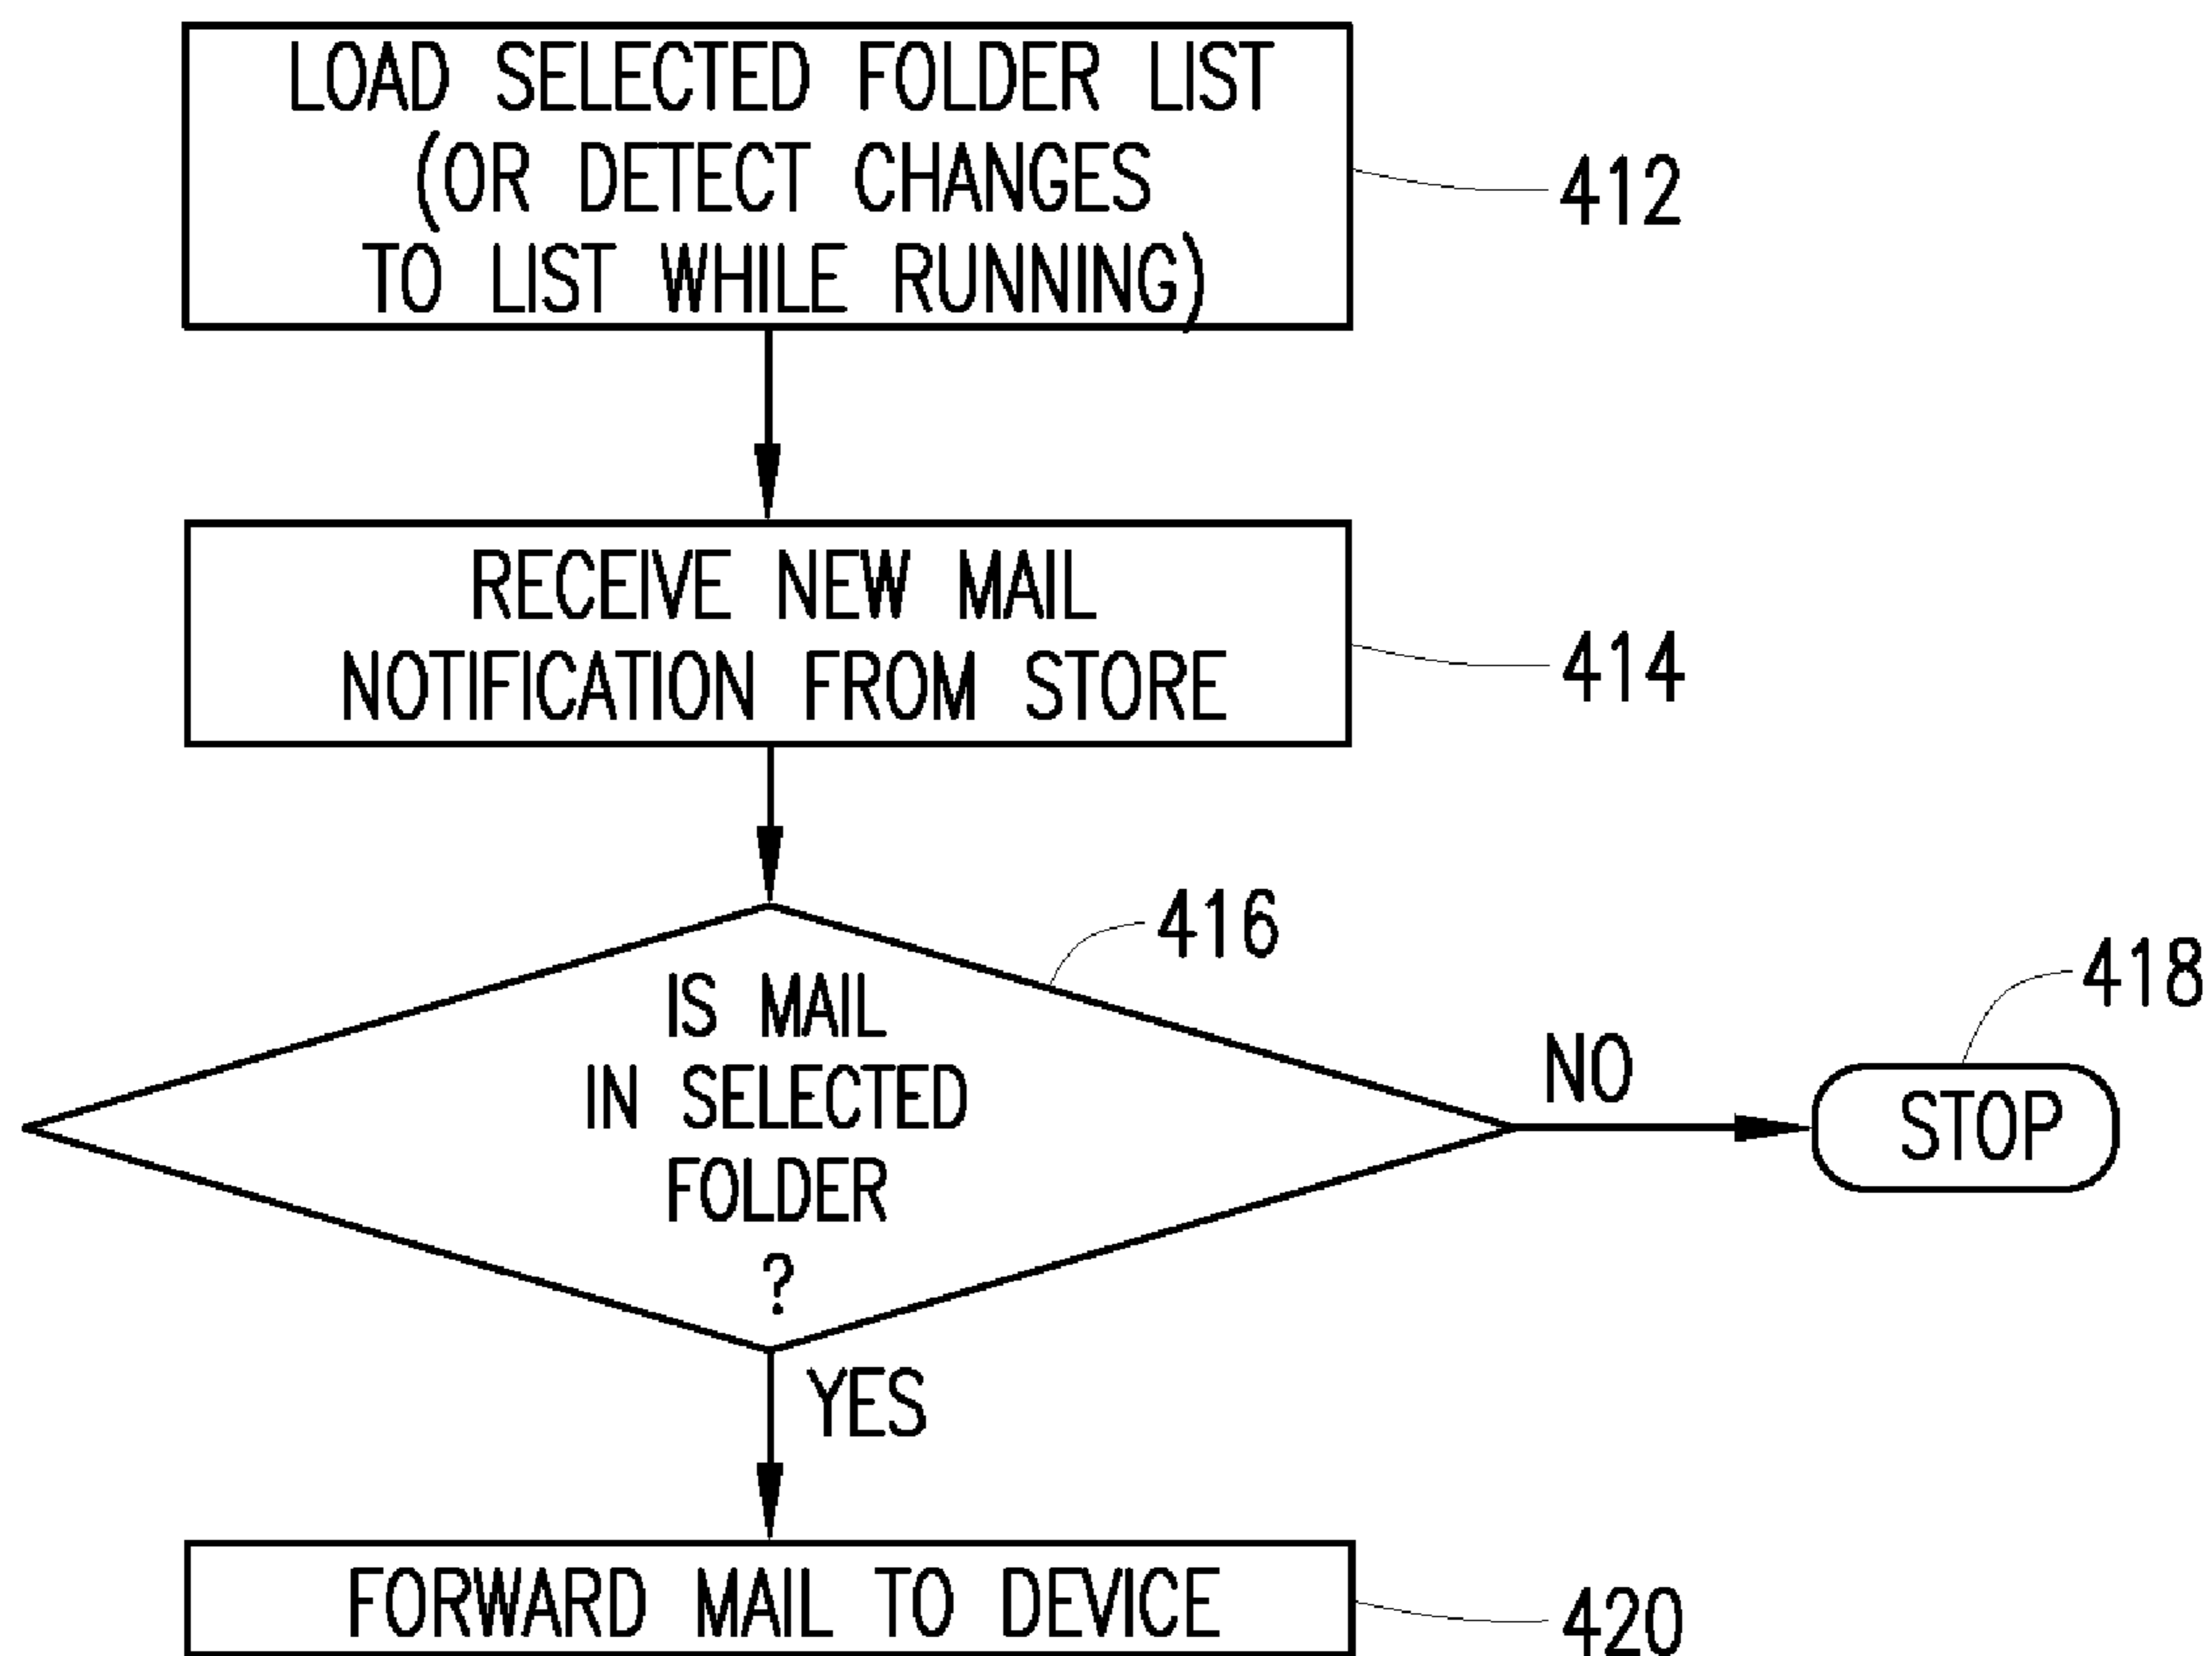 LOAD SELECTED FOLDER LIST
(OR DETECT CHANGES
TO LIST WHILE RUNNING)
412
RECEIVE NEW MAIL
NOTIFICATION FROM STORE
414
416
IS MAIL
IN SELECTED
FOLDER
?
NO
418
STOP
YES
FORWARD MAIL TO DEVICE
420